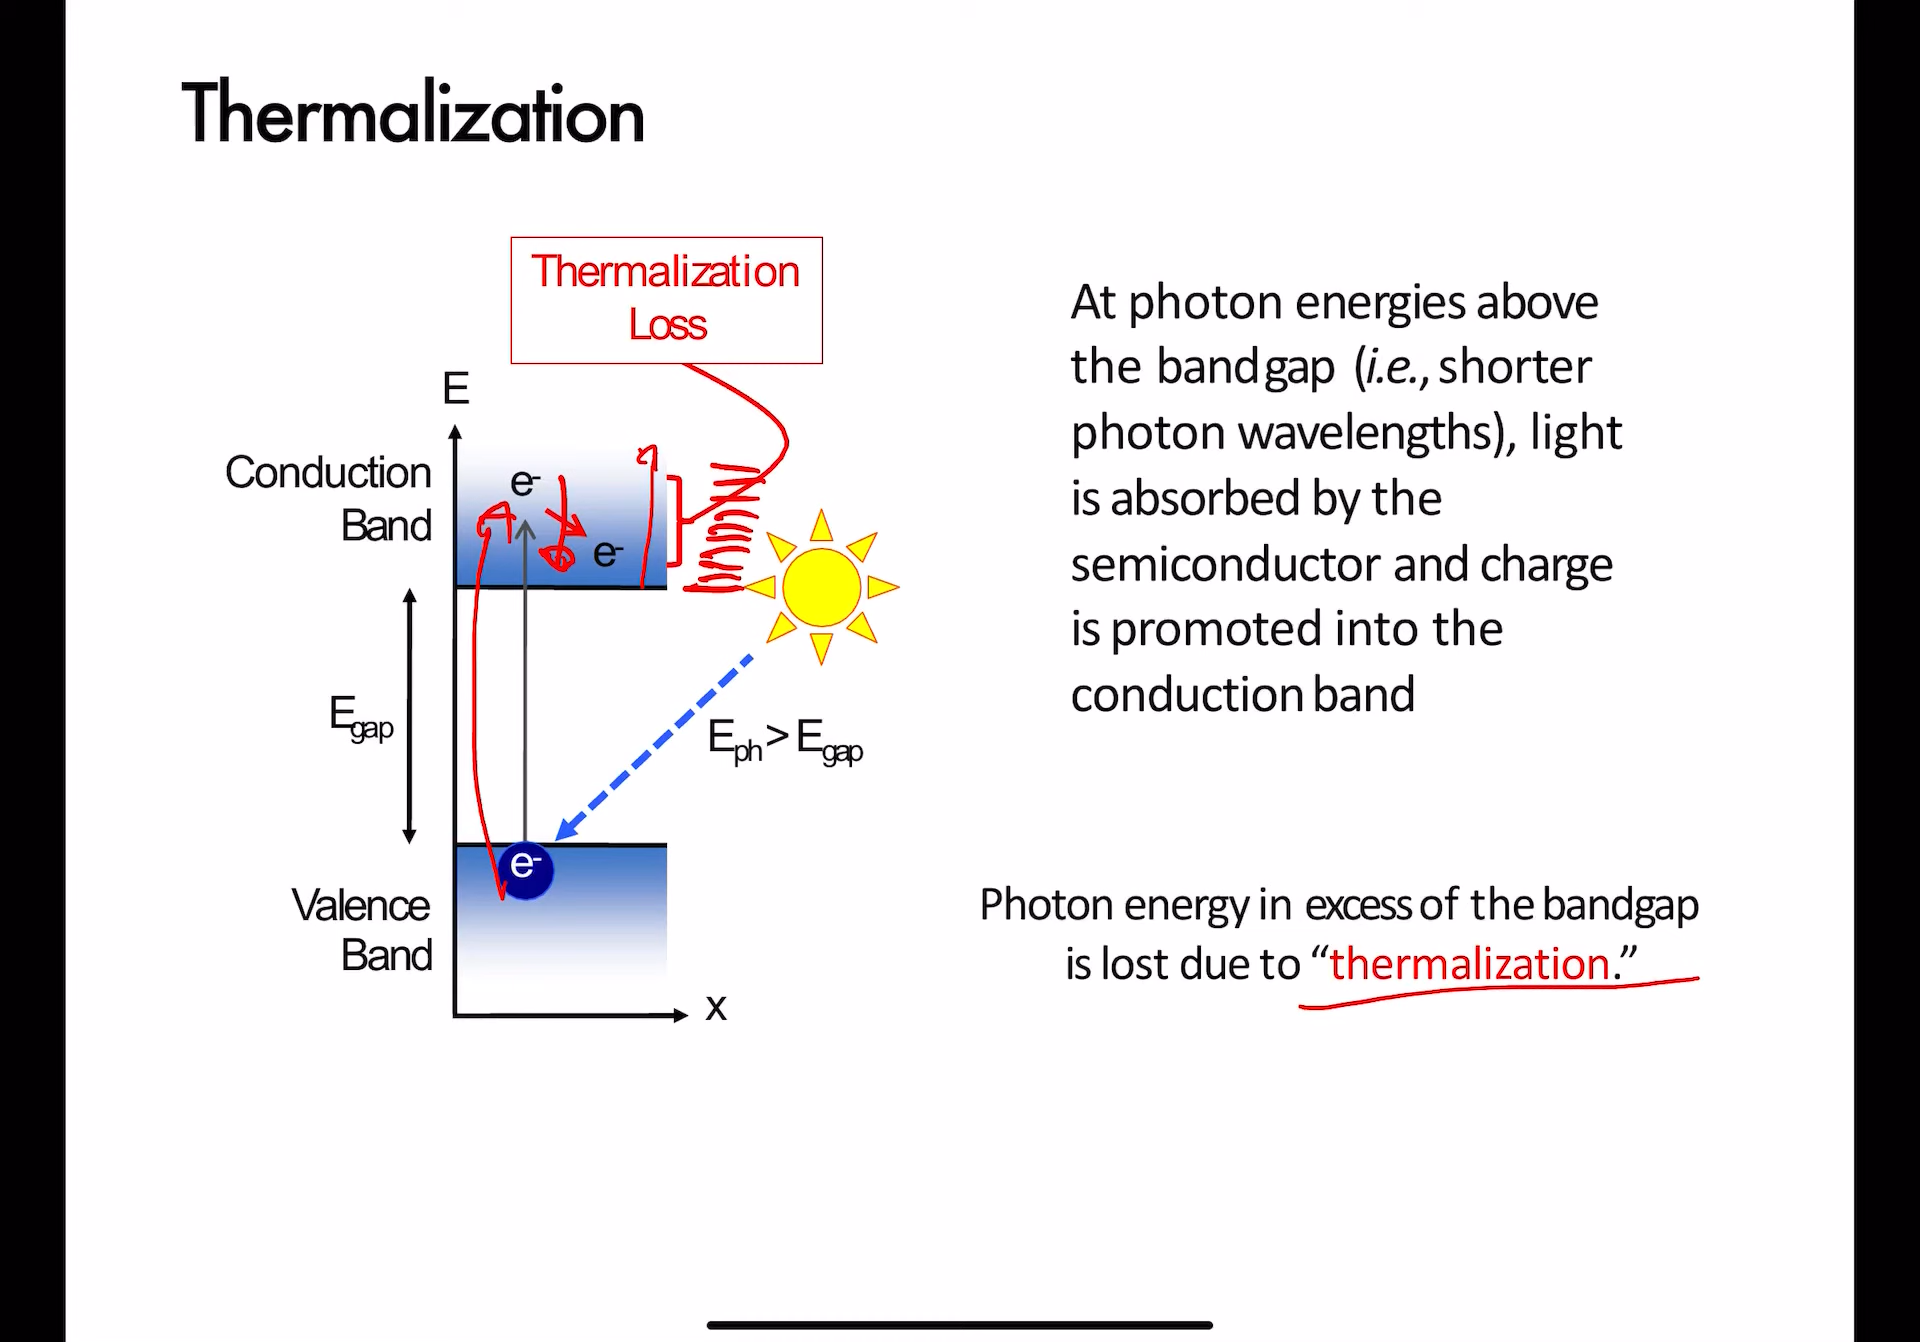 Thermalization
Thermalization
Loss
E
Conduction
Band
e-
e-
At photon energies above
the bandgap (i.e., shorter
photon wavelengths), light
is absorbed by the
semiconductor and charge
is promoted into the
conduction band
Egap
Eph > Egap
e-
Valence
Band
x
Photon energy in excess of the bandgap
is lost due to “thermalization.”